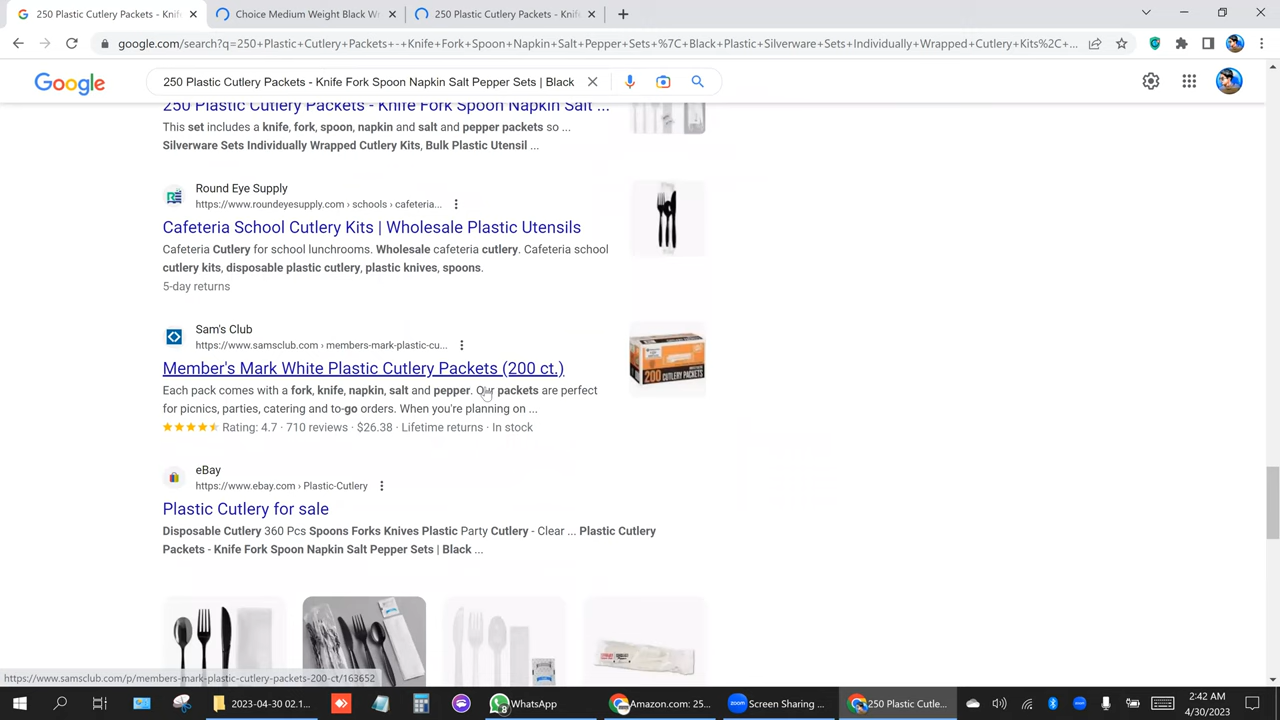 250 Plastic Cutlery Packets - Knif
Choice Medium Weight Black W
250 Plastic Cutlery Packets - Knife
google.com/search?q=250+Plastic+Cutlery+Packets+-+Knife+Fork+Spoon+Napkin+Salt+Pepper+Sets+%7C+Black+Plastic+Silverware+Sets+Individually+Wrapped+Cutlery+Kits%2C+...
Google
250 Plastic Cutlery Packets - Knife Fork Spoon Napkin Salt Pepper Sets | Black
250 Plastic Cutlery Packets - Knife Fork Spoon Napkin Salt ...
This set includes a knife, fork, spoon, napkin and salt and pepper packets so ...
Silverware Sets Individually Wrapped Cutlery Kits, Bulk Plastic Utensil ...
Round Eye Supply
https://www.roundeyesupply.com › schools › cafeteria...
Cafeteria School Cutlery Kits | Wholesale Plastic Utensils
Cafeteria Cutlery for school lunchrooms. Wholesale cafeteria cutlery. Cafeteria school
cutlery kits, disposable plastic cutlery, plastic knives, spoons.
5-day returns
Sam's Club
https://www.samsclub.com › members-mark-plastic-cu...
Member's Mark White Plastic Cutlery Packets (200 ct.)
Each pack comes with a fork, knife, napkin, salt and pepper. Our packets are perfect
for picnics, parties, catering and to-go orders. When you're planning on ...
Rating: 4.7 · 710 reviews · $26.38 · Lifetime returns · In stock
200 CUTLERY PACKETS
eBay
https://www.ebay.com › Plastic-Cutlery
Plastic Cutlery for sale
Disposable Cutlery 360 Pcs Spoons Forks Knives Plastic Party Cutlery - Clear ... Plastic Cutlery
Packets - Knife Fork Spoon Napkin Salt Pepper Sets | Black ...
https://www.samsclub.com/p/members-mark-plastic-cutlery-packets-200-ct/163652
2023-04-30 02.1...
WhatsApp
Amazon.com: 25...
zoom
Screen Sharing ...
250 Plastic Cutle...
2:42 AM
4/30/2023